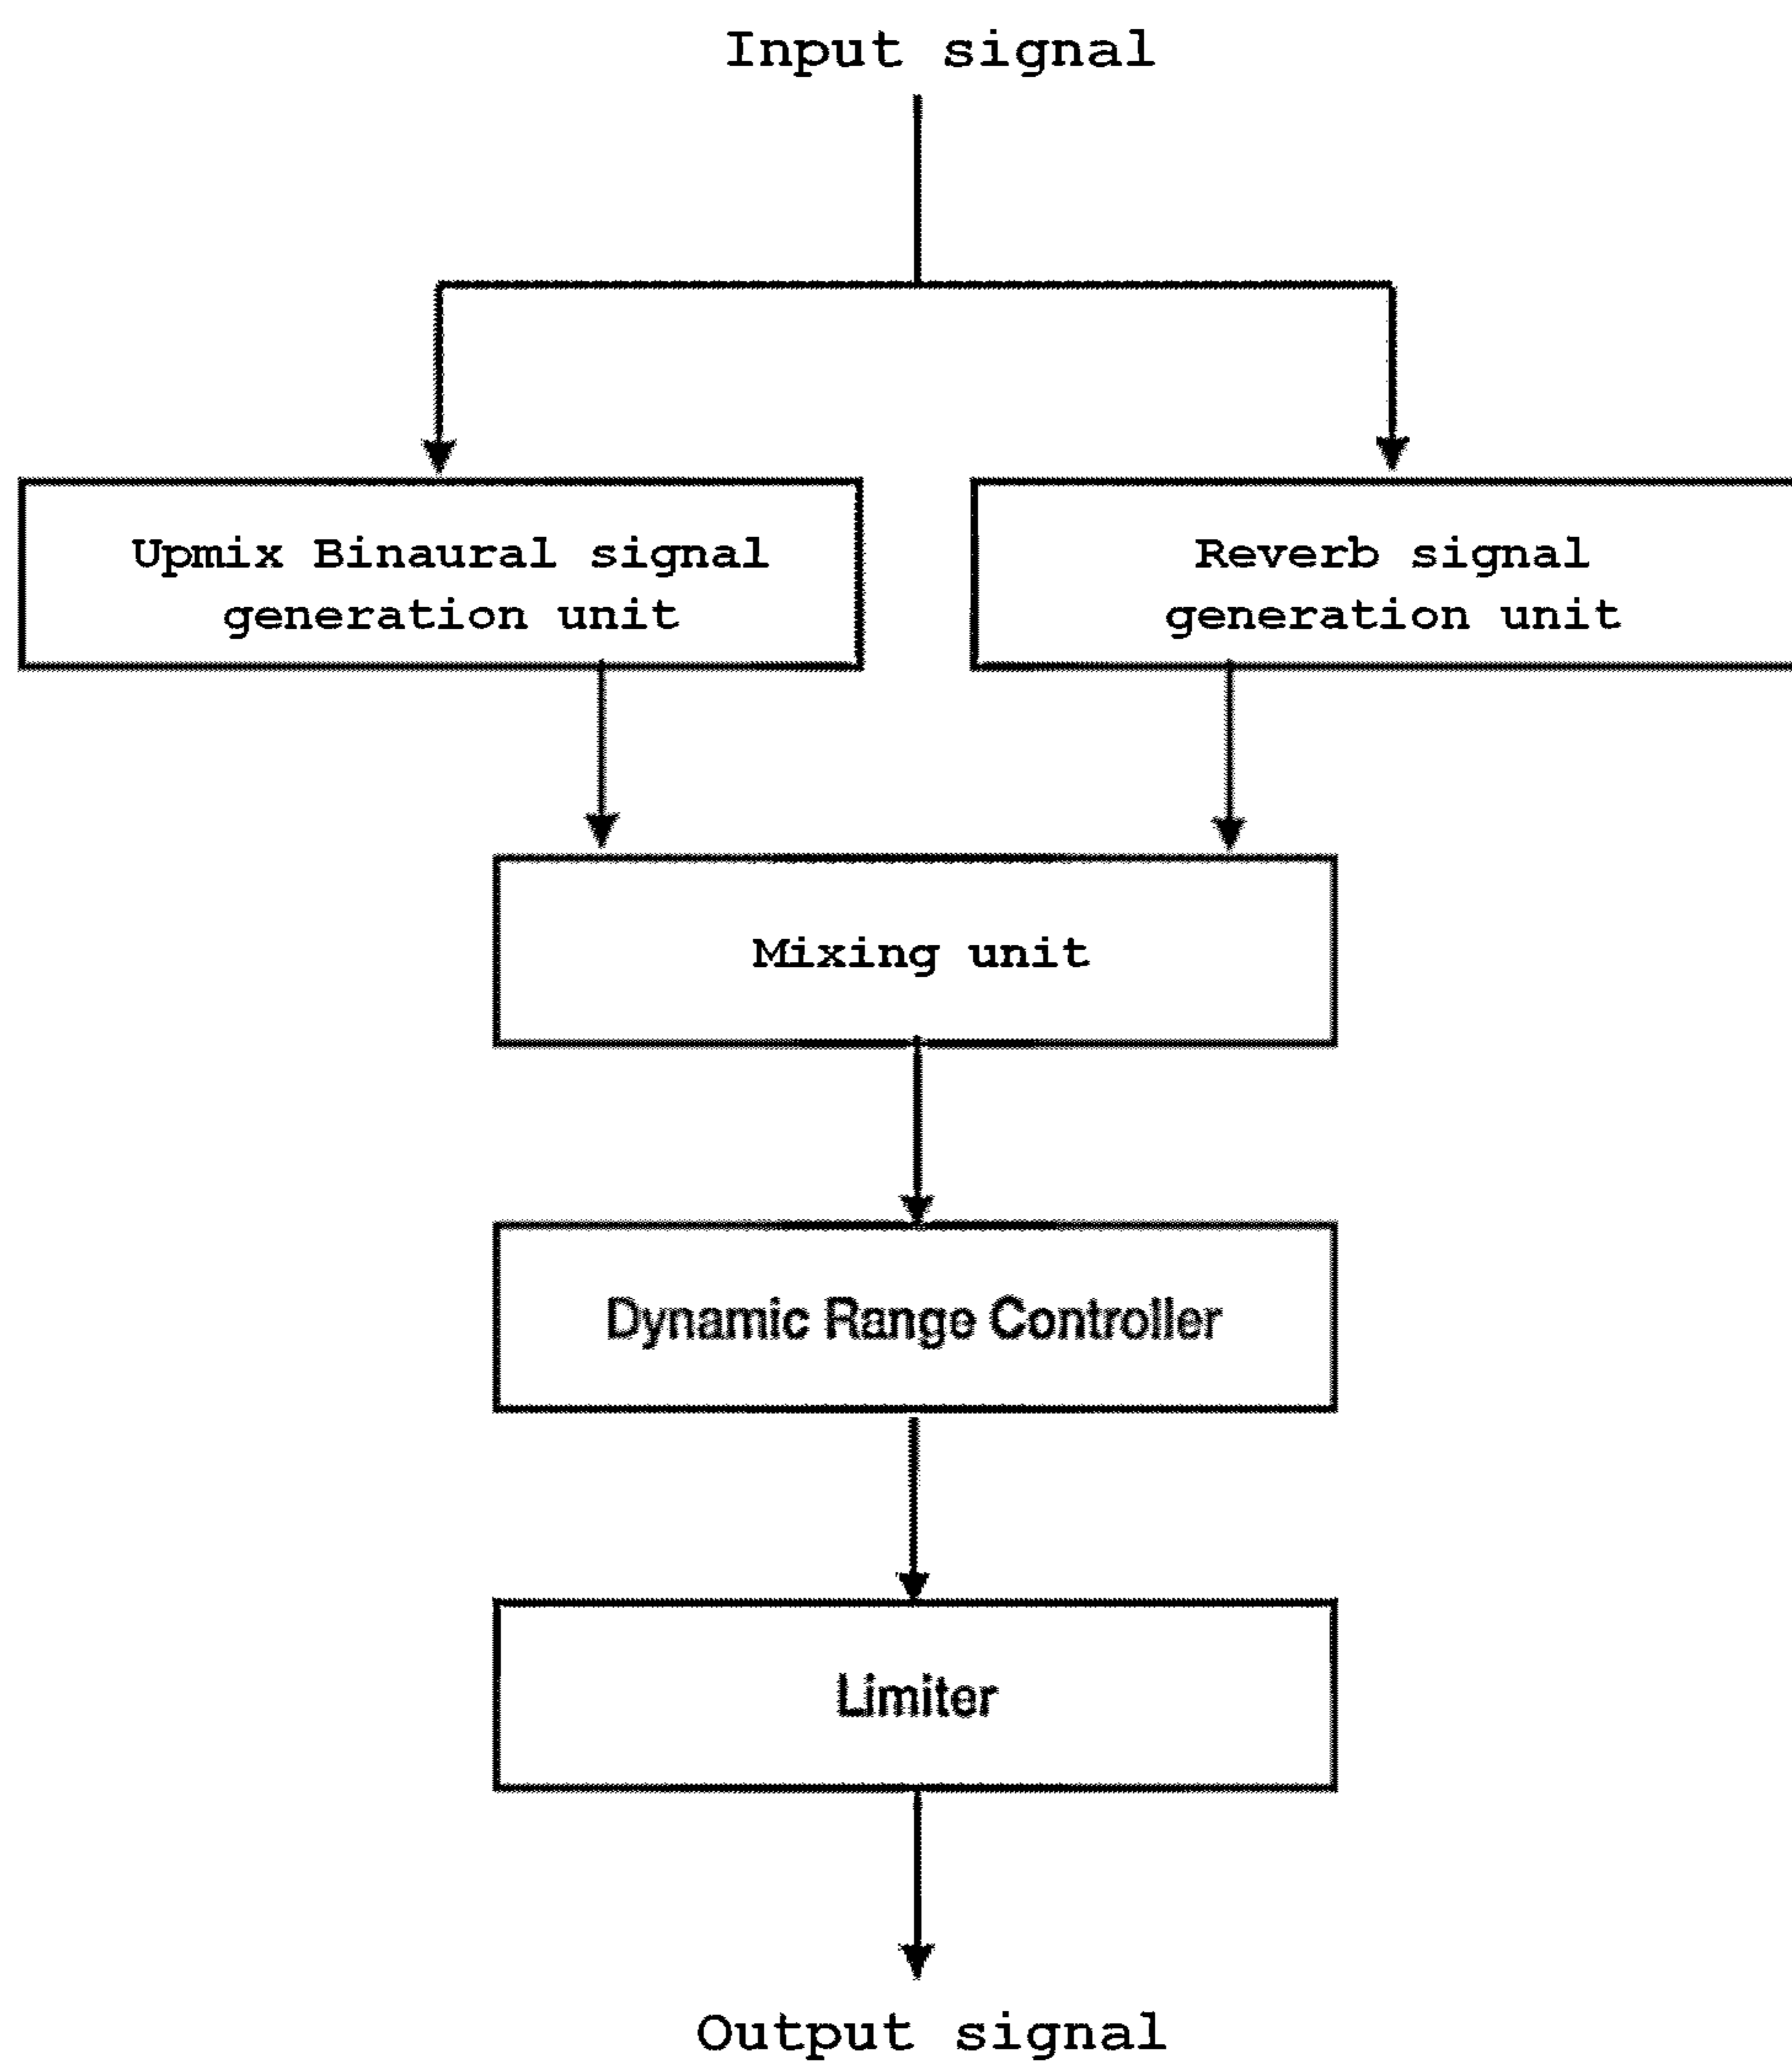 Input signal
Upmix Binaural signal
generation unit
Reverb signal
generation unit
Mixing unit
Dynamic Range Controller
Limiter
Output signal